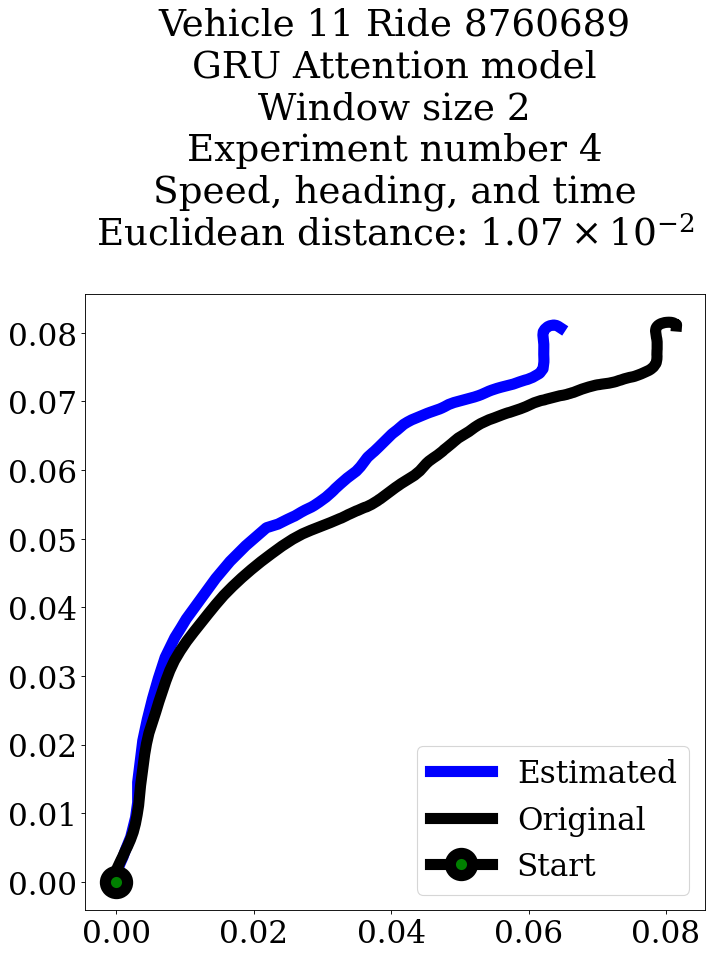 Vehicle 11 Ride 8760689
GRU Attention model
Window size 2
Experiment number 4
Speed, heading, and time
Euclidean distance: 1.07 × 10⁻²
0.08
0.07
0.06
0.05
0.04
0.03
0.02
0.01
0.00
Estimated
Original
Start
0.00 0.02 0.04 0.06 0.08